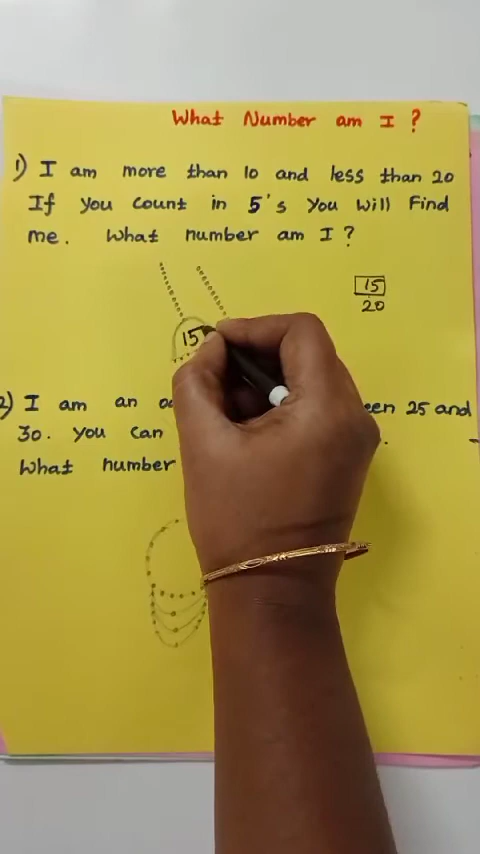 What Number am I ?
1) I am more than 10 and less than 20
If you count in 5's you will find
me. What number am I ?
15
20
15
2) I am an een 25 and
30. you can
What number